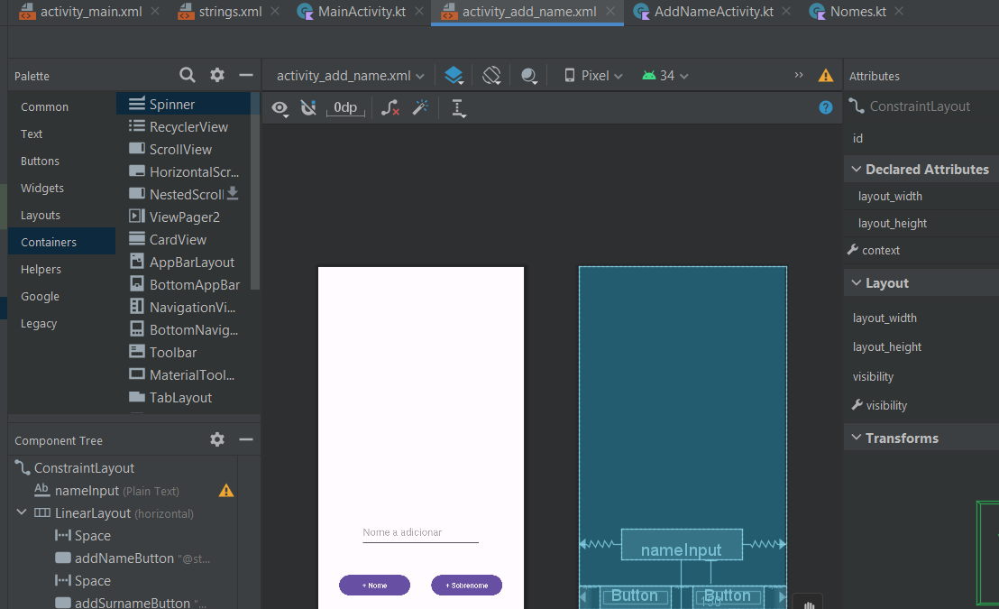 activity_main.xml strings.xml MainActivity.kt activity_add_name.xml AddNameActivity.kt Nomes.kt
Palette
Common
Text
Buttons
Widgets
Layouts
Containers
Helpers
Google
Legacy
Spinner
RecyclerView
ScrollView
HorizontalScr...
NestedScroll
ViewPager2
CardView
AppBarLayout
BottomAppBar
NavigationVi...
BottomNavig...
Toolbar
MaterialTool...
TabLayout
Component Tree
ConstraintLayout
Ab nameInput (Plain Text)
LinearLayout (horizontal)
Space
addNameButton "@st...
Space
addSurnameButton "...
activity_add_name.xml Pixel 34
0dp
Nome a adicionar
+ Nome + Sobrenome
nameInput
Button Button
Attributes
ConstraintLayout
id
Declared Attributes
layout_width
layout_height
context
Layout
layout_width
layout_height
visibility
visibility
Transforms